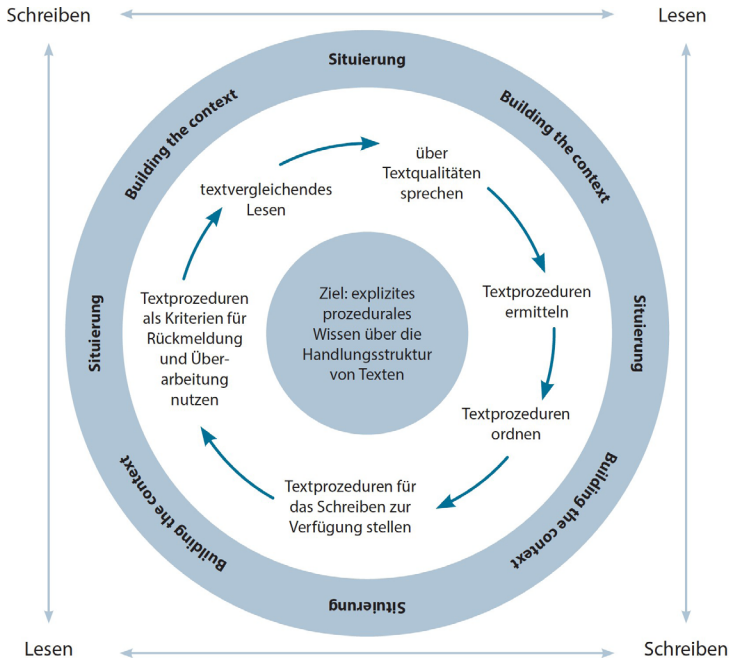 Schreiben
Lesen
Situierung
Building the context
Building the context
über
Textqualitäten
sprechen
textvergleichendes
Lesen
Textprozeduren
ermitteln
Textprozeduren
als Kriterien für
Rückmeldung
und Über-
arbeitung
nutzen
Ziel: explizites
prozedurales
Wissen über die
Handlungsstruktur
von Texten
Situierung
Situierung
Textprozeduren
ordnen
Textprozeduren für
das Schreiben zur
Verfügung stellen
Building the context
Building the context
Situierung
Lesen
Schreiben